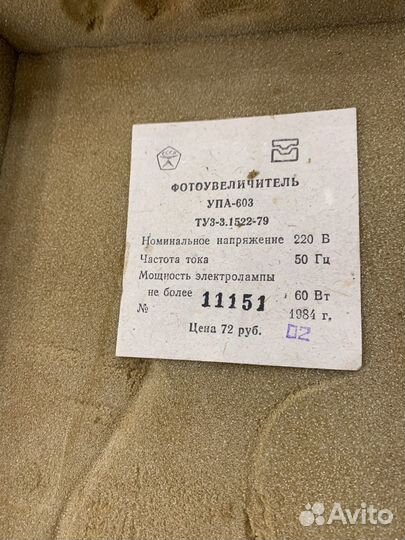 СССР
ФОТОУВЕЛИЧИТЕЛЬ
УПА-603
ТУ3-3.1522-79
Номинальное напряжение 220 В
Частота тока 50 Гц
Мощность электролампы
не более 60 Вт
№ 11151 1984 г.
Цена 72 руб. 02
Avito